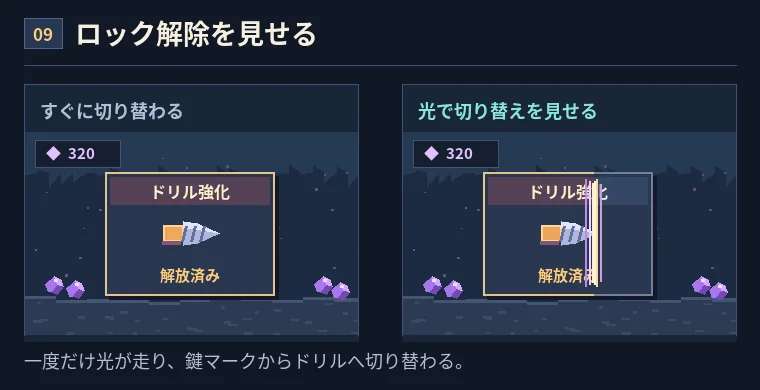 09 ロック解除を見せる
すぐに切り替わる
320
ドリル強化
解放済み
光で切り替えを見せる
320
ドリル強化
解放済み
一度だけ光が走り、鍵マークからドリルへ切り替わる。